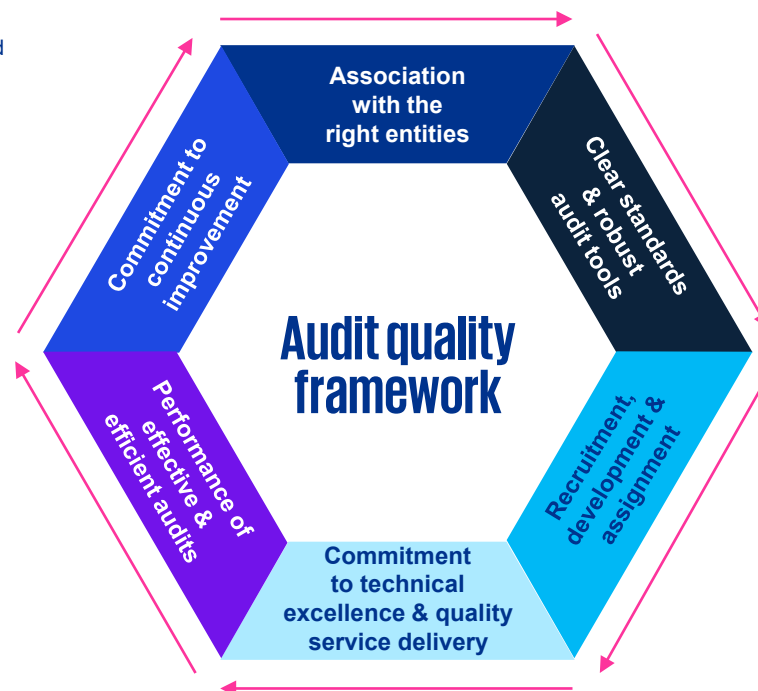 Association
with the
right entities
Clear standards
& robust
audit tools
Recruitment,
development &
assignment
Commitment
to technical
excellence & quality
service delivery
Performance of
effective &
efficient audits
Commitment to
continuous
improvement
Audit quality
framework